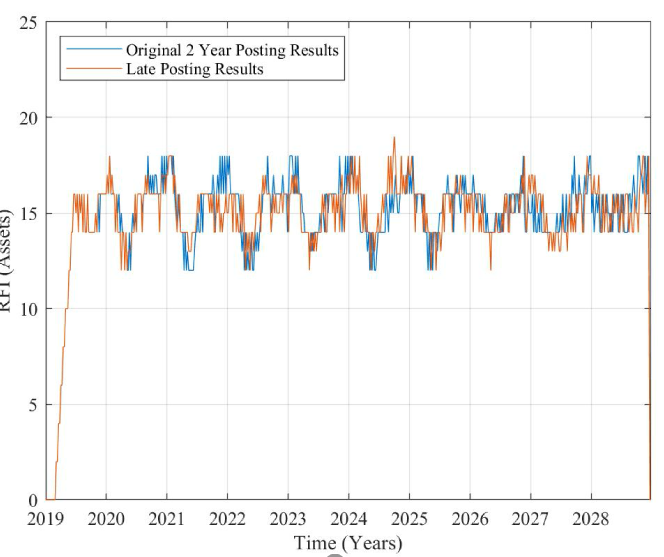 25
20
15
10
5
0
RFI (Assets)
Original 2 Year Posting Results
Late Posting Results
2019 2020 2021 2022 2023 2024 2025 2026 2027 2028
Time (Years)